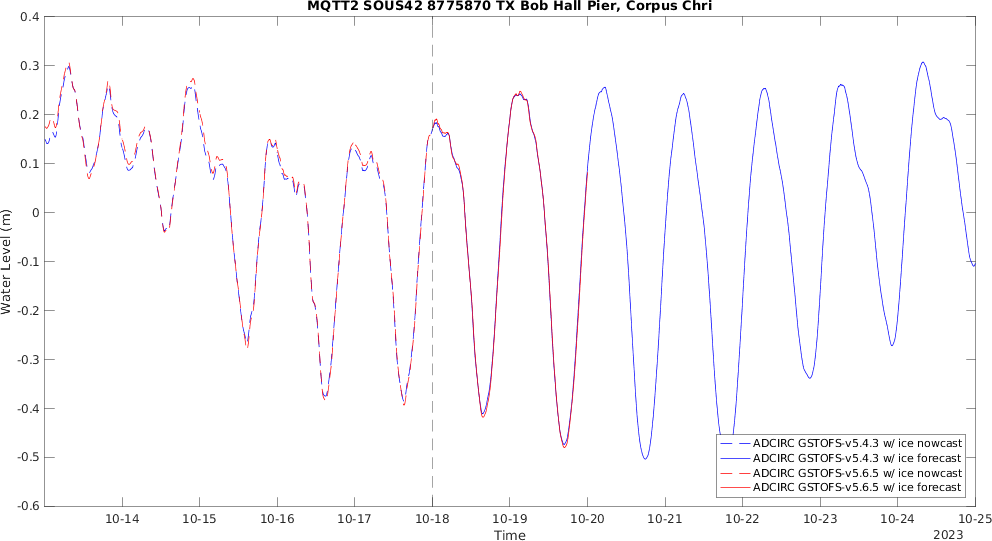 MQTT2 SOUS42 8775870 TX Bob Hall Pier, Corpus Chri
0.4
0.3
0.2
0.1
0
-0.1
-0.2
-0.3
-0.4
-0.5
-0.6
Water Level (m)
ADCIRC GSTOFS-v5.4.3 w/ ice nowcast
ADCIRC GSTOFS-v5.4.3 w/ ice forecast
ADCIRC GSTOFS-v5.6.5 w/ ice nowcast
ADCIRC GSTOFS-v5.6.5 w/ ice forecast
10-14 10-15 10-16 10-17 10-18 10-19 10-20 10-21 10-22 10-23 10-24 10-25
Time
2023